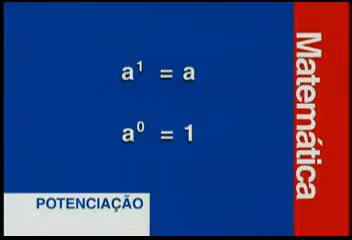 a¹ = a
a⁰ = 1
POTENCIAÇÃO
Matemática